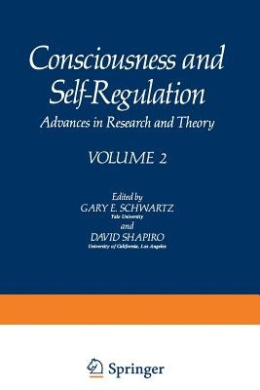 Consciousness and
Self-Regulation
Advances in Research and Theory
VOLUME 2
Edited by
GARY E. SCHWARTZ
Yale University
and
DAVID SHAPIRO
University of California, Los Angeles
Springer